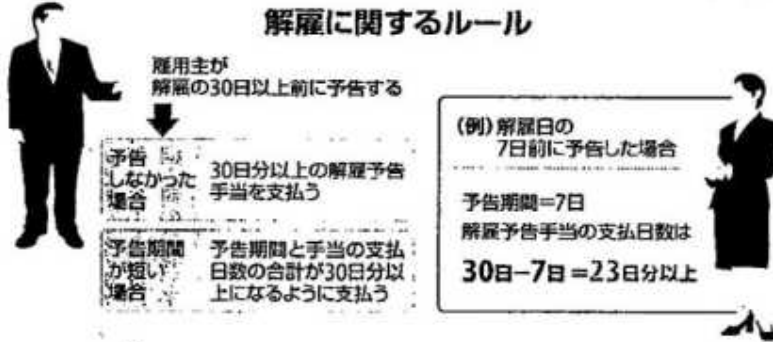 解雇に関するルール
雇用主が
解雇の30日以上前に予告する
予告
しなかった
場合
30日分以上の解雇予告
手当を支払う
予告期間
が短い
場合
予告期間と手当の支払
日数の合計が30日分以
上になるように支払う
(例)解雇日の
7日前に予告した場合
予告期間=7日
解雇予告手当の支払日数は
30日-7日=23日分以上